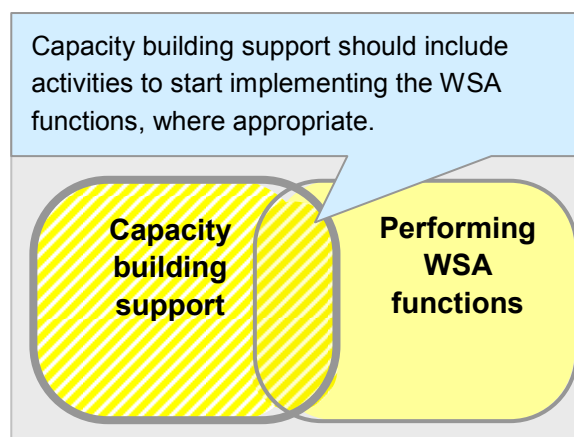 Capacity building support should include
activities to start implementing the WSA
functions, where appropriate.
Capacity
building
support
Performing
WSA
functions